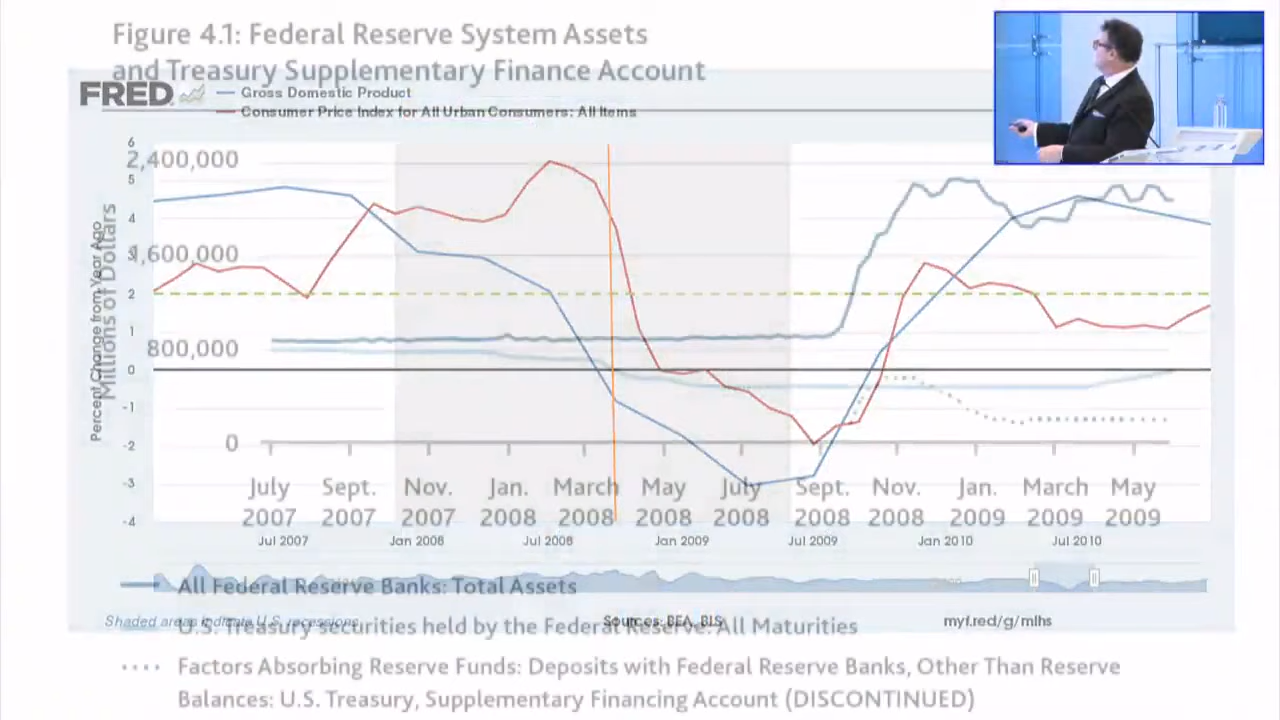 Figure 4.1: Federal Reserve System Assets
and Treasury Supplementary Finance Account
FRED
Gross Domestic Product
Consumer Price Index for All Urban Consumers: All Items
6
2,400,000
5
4
3
1,600,000
2
1
800,000
0
-1
-2
0
-3
-4
Percent Change from Year Ago
Millions of Dollars
July Sept. Nov. Jan. March May July Sept. Nov. Jan. March May
2007 2007 2007 2008 2008 2008 2008 2008 2008 2009 2009 2009
Jul 2007 Jan 2008 Jul 2008 Jan 2009 Jul 2009 Jan 2010 Jul 2010
All Federal Reserve Banks: Total Assets
Shaded areas indicate U.S. recessions
Sources: BEA, BLS
myf.red/g/mlhs
U.S. Treasury securities held by the Federal Reserve: All Maturities
Factors Absorbing Reserve Funds: Deposits with Federal Reserve Banks, Other Than Reserve
Balances: U.S. Treasury, Supplementary Financing Account (DISCONTINUED)